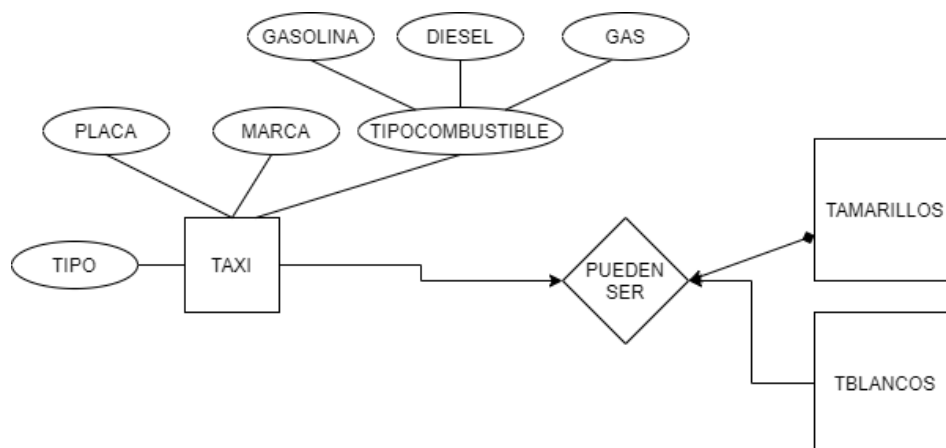 GASOLINA
DIESEL
GAS
PLACA
MARCA
TIPOCOMBUSTIBLE
TAMARILLOS
TIPO
TAXI
PUEDEN
SER
TBLANCOS